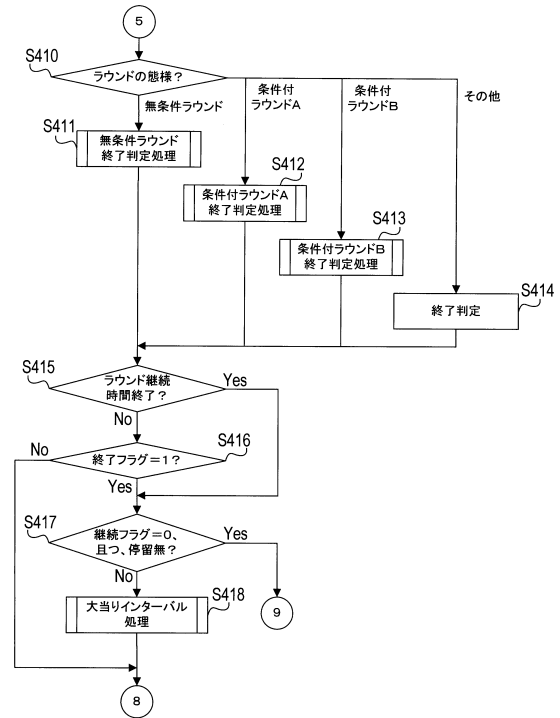 5
S410
ラウンドの態様？
無条件ラウンド
条件付
ラウンドA
条件付
ラウンドB
その他
S411
無条件ラウンド
終了判定処理
S412
条件付ラウンドA
終了判定処理
S413
条件付ラウンドB
終了判定処理
S414
終了判定
S415
ラウンド継続
時間終了？
Yes
No
S416
終了フラグ＝1？
No
Yes
S417
継続フラグ＝0、
且つ、停留無？
Yes
No
S418
大当りインターバル
処理
9
8